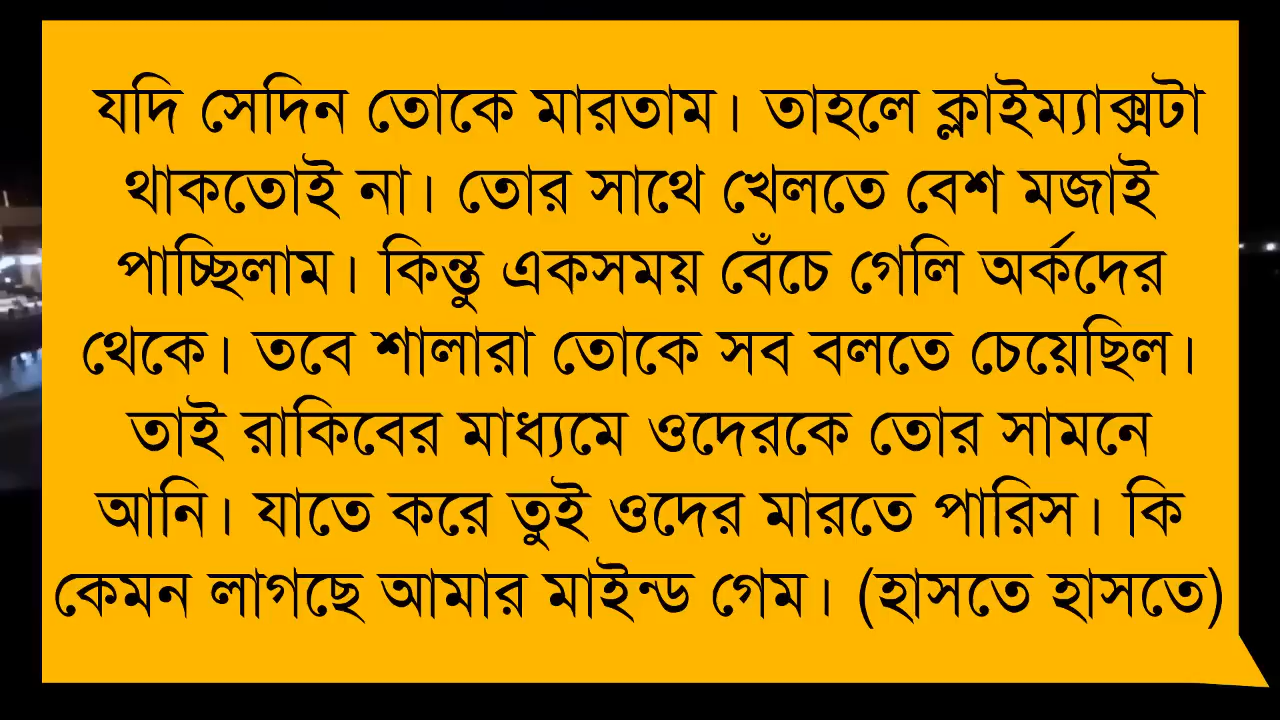 যদি সেদিন তোকে মারতাম। তাহলে ক্লাইম্যাক্সটা
থাকতোই না। তোর সাথে খেলতে বেশ মজাই
পাচ্ছিলাম। কিন্তু একসময় বেঁচে গেলি অর্কদের
থেকে। তবে শালারা তোকে সব বলতে চেয়েছিল।
তাই রাকিবের মাধ্যমে ওদেরকে তোর সামনে
আনি। যাতে করে তুই ওদের মারতে পারিস। কি
কেমন লাগছে আমার মাইন্ড গেম। (হাসতে হাসতে)